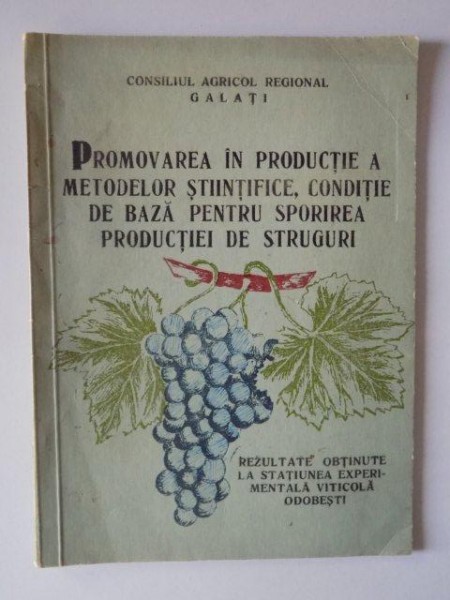 CONSILIUL AGRICOL REGIONAL
GALAȚI
PROMOVAREA ÎN PRODUCȚIE A
METODELOR ȘTIINȚIFICE, CONDIȚIE
DE BAZĂ PENTRU SPORIREA
PRODUCȚIEI DE STRUGURI
REZULTATE OBȚINUTE
LA STAȚIUNEA EXPERI-
MENTALĂ VITICOLĂ
ODOBEȘTI